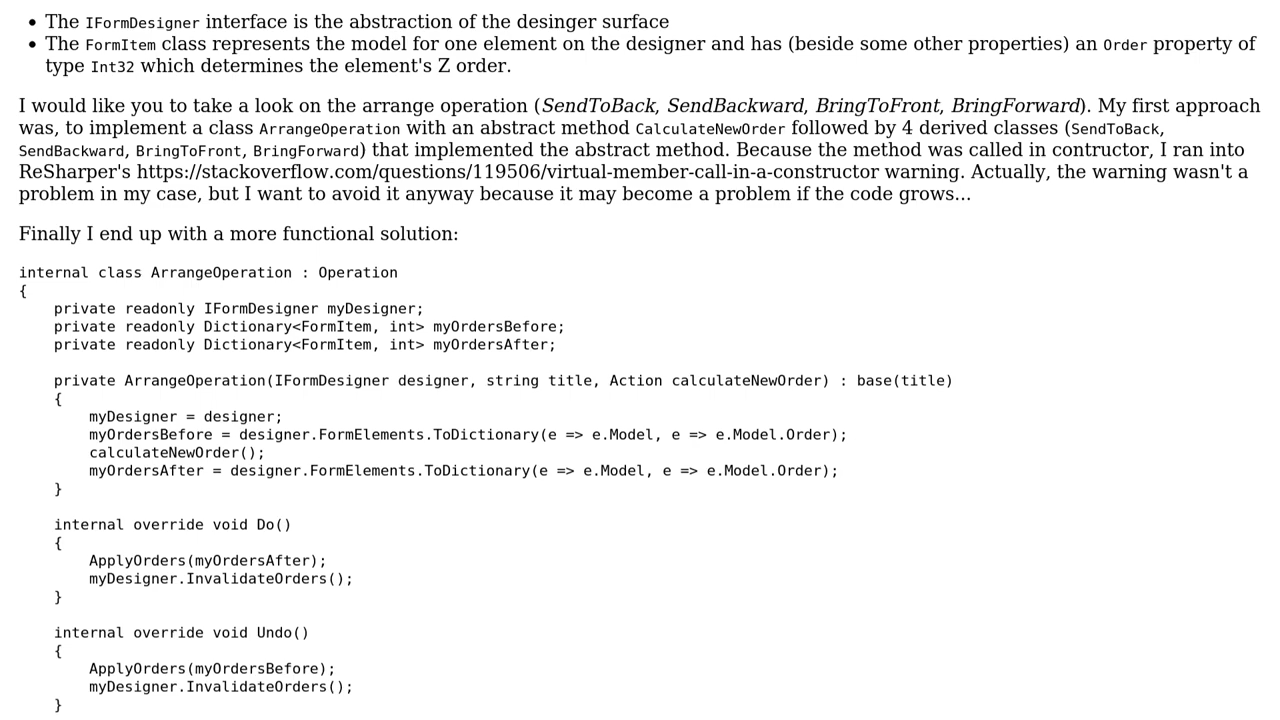 • The IFormDesigner interface is the abstraction of the desinger surface
• The FormItem class represents the model for one element on the designer and has (beside some other properties) an Order property of
type Int32 which determines the element's Z order.
I would like you to take a look on the arrange operation (SendToBack, SendBackward, BringToFront, BringForward). My first approach
was, to implement a class ArrangeOperation with an abstract method CalculateNewOrder followed by 4 derived classes (SendToBack,
SendBackward, BringToFront, BringForward) that implemented the abstract method. Because the method was called in contructor, I ran into
ReSharper's https://stackoverflow.com/questions/119506/virtual-member-call-in-a-constructor warning. Actually, the warning wasn't a
problem in my case, but I want to avoid it anyway because it may become a problem if the code grows...
Finally I end up with a more functional solution:
internal class ArrangeOperation : Operation
{
    private readonly IFormDesigner myDesigner;
    private readonly Dictionary<FormItem, int> myOrdersBefore;
    private readonly Dictionary<FormItem, int> myOrdersAfter;

    private ArrangeOperation(IFormDesigner designer, string title, Action calculateNewOrder) : base(title)
    {
        myDesigner = designer;
        myOrdersBefore = designer.FormElements.ToDictionary(e => e.Model, e => e.Model.Order);
        calculateNewOrder();
        myOrdersAfter = designer.FormElements.ToDictionary(e => e.Model, e => e.Model.Order);
    }

    internal override void Do()
    {
        ApplyOrders(myOrdersAfter);
        myDesigner.InvalidateOrders();
    }

    internal override void Undo()
    {
        ApplyOrders(myOrdersBefore);
        myDesigner.InvalidateOrders();
    }